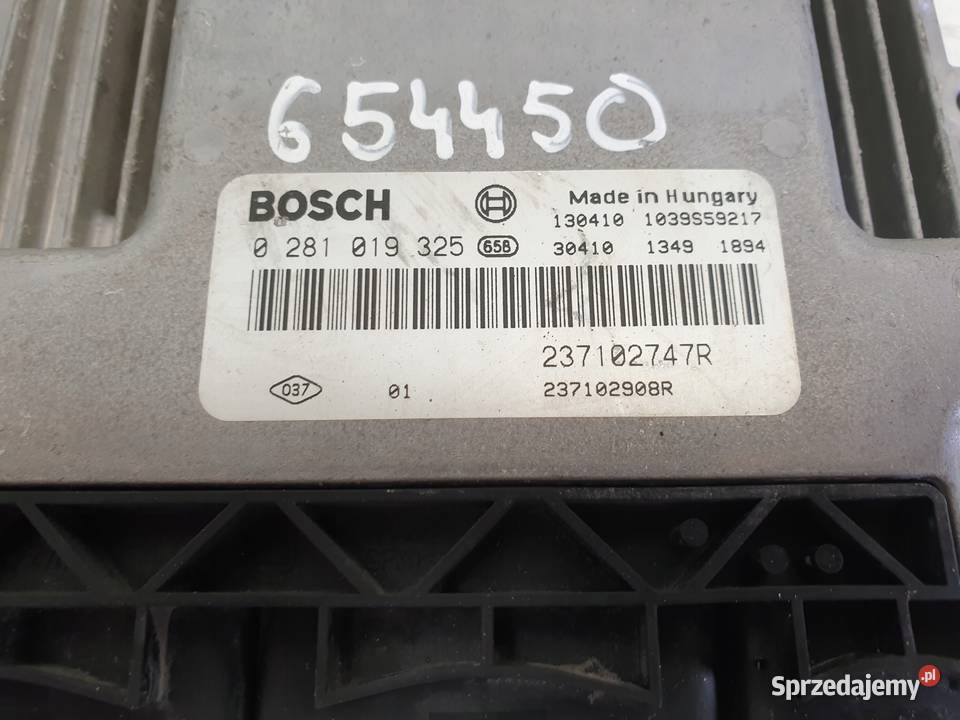 654450
BOSCH Made in Hungary
130410 1039S59217
0 281 019 325 658 30410 1349 1894
237102747R
037 01 237102908R
Sprzedajemy.pl